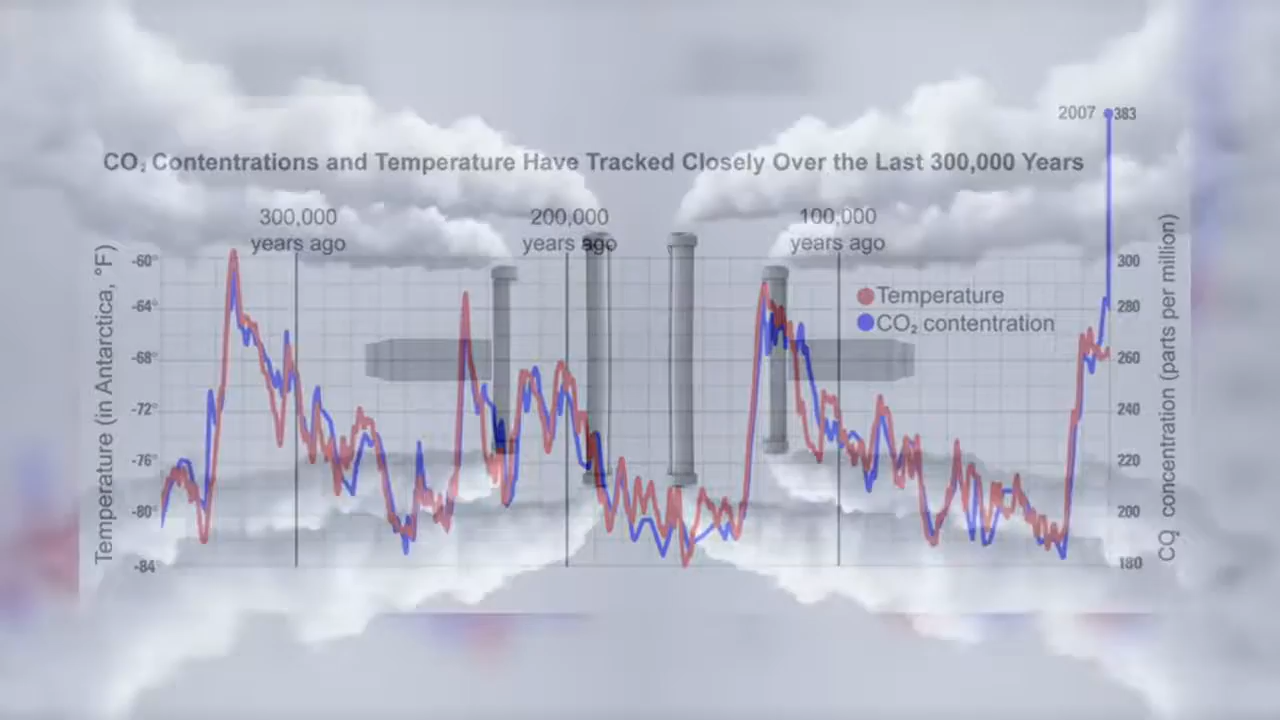 2007 383
CO₂ Contentrations and Temperature Have Tracked Closely Over the Last 300,000 Years
300,000 years ago
200,000 years ago
100,000 years ago
Temperature (in Antarctica, °F)
-60°
-64°
-68°
-72°
-76°
-80°
-84°
Temperature
CO₂ contentration
300
280
260
240
220
200
180
CO₂ concentration (parts per million)